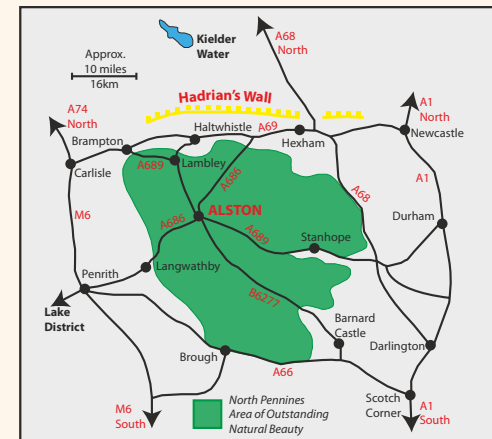 A68
North
Kielder
Water
Approx.
10 miles
16km
Hadrian's Wall
A74
North
A1
North
Haltwhistle
A69
Hexham
Newcastle
Brampton
Carlisle
A689
Lambley
A686
A68
A1
M6
ALSTON
A686
A689
Stanhope
Durham
Penrith
Langwathby
B6277
Lake
District
Barnard
Castle
Brough
A66
Darlington
M6
South
North Pennines
Area of Outstanding
Natural Beauty
Scotch
Corner
A1
South